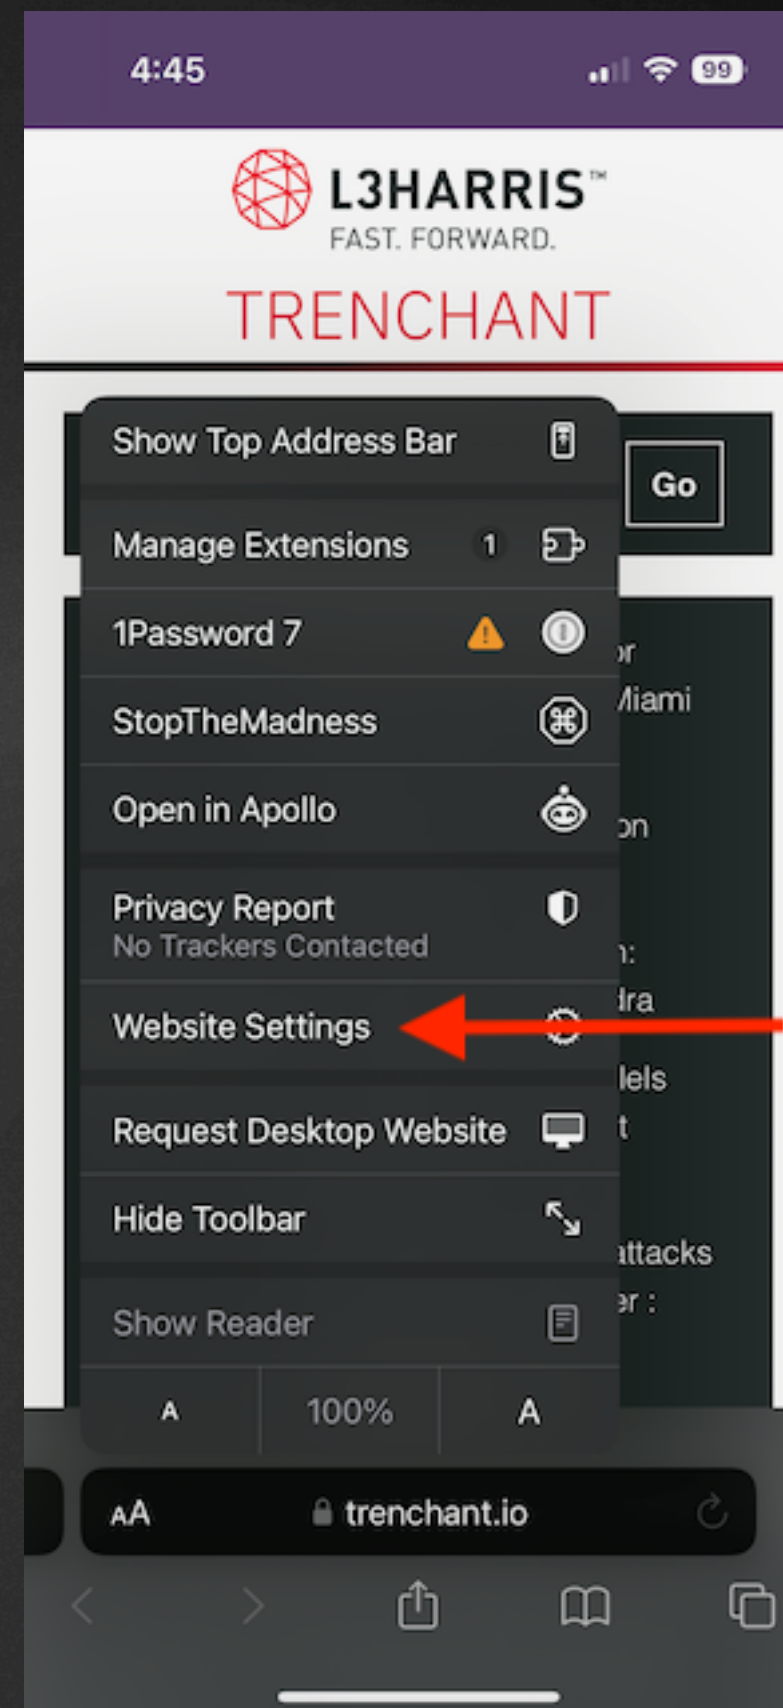 4:45
99
L3HARRIS™
FAST. FORWARD.
TRENCHANT
Show Top Address Bar
Go
Manage Extensions 1
1Password 7
StopTheMadness
Open in Apollo
Privacy Report
No Trackers Contacted
Website Settings
Request Desktop Website
Hide Toolbar
attacks
Show Reader
A 100% A
AA trenchant.io